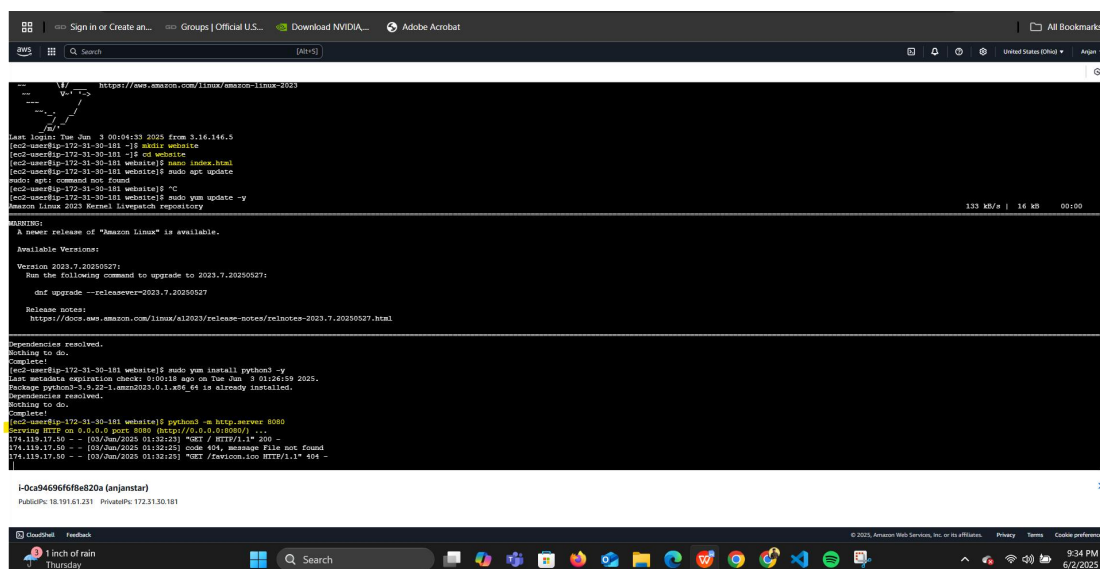 Sign in or Create an... Groups | Official U.S... Download NVIDIA,... Adobe Acrobat All Bookmarks
aws Search [Alt+S] United States (Ohio) Anjan
\#/ ___ https://aws.amazon.com/linux/amazon-linux-2023
~~ V~' '->
~~~ /
~~._. _/
_/ _/
_/m/'
Last login: Tue Jun 3 00:04:33 2025 from 3.16.146.5
[ec2-user@ip-172-31-30-181 ~]$ mkdir website
[ec2-user@ip-172-31-30-181 ~]$ cd website
[ec2-user@ip-172-31-30-181 website]$ nano index.html
[ec2-user@ip-172-31-30-181 website]$ sudo apt update
sudo: apt: command not found
[ec2-user@ip-172-31-30-181 website]$ ^C
[ec2-user@ip-172-31-30-181 website]$ sudo yum update -y
Amazon Linux 2023 Kernel Livepatch repository 133 kB/s | 16 kB 00:00
WARNING:
A newer release of "Amazon Linux" is available.
Available Versions:
Version 2023.7.20250527:
Run the following command to upgrade to 2023.7.20250527:
dnf upgrade --releasever=2023.7.20250527
Release notes:
https://docs.aws.amazon.com/linux/al2023/release-notes/relnotes-2023.7.20250527.html
Dependencies resolved.
Nothing to do.
Complete!
[ec2-user@ip-172-31-30-181 website]$ sudo yum install python3 -y
Last metadata expiration check: 0:00:18 ago on Tue Jun 3 01:26:59 2025.
Package python3-3.9.22-1.amzn2023.0.1.x86_64 is already installed.
Dependencies resolved.
Nothing to do.
Complete!
[ec2-user@ip-172-31-30-181 website]$ python3 -m http.server 8080
Serving HTTP on 0.0.0.0 port 8080 (http://0.0.0.0:8080/) ...
174.119.17.50 - - [03/Jun/2025 01:32:23] "GET / HTTP/1.1" 200 -
174.119.17.50 - - [03/Jun/2025 01:32:25] code 404, message File not found
174.119.17.50 - - [03/Jun/2025 01:32:25] "GET /favicon.ico HTTP/1.1" 404 -
i-0ca94696f6f8e820a (anjanstar)
PublicIPs: 18.191.61.231 PrivateIPs: 172.31.30.181
CloudShell Feedback © 2025, Amazon Web Services, Inc. or its affiliates. Privacy Terms Cookie preference
3 1 inch of rain Search 9:34 PM
Thursday 6/2/2025